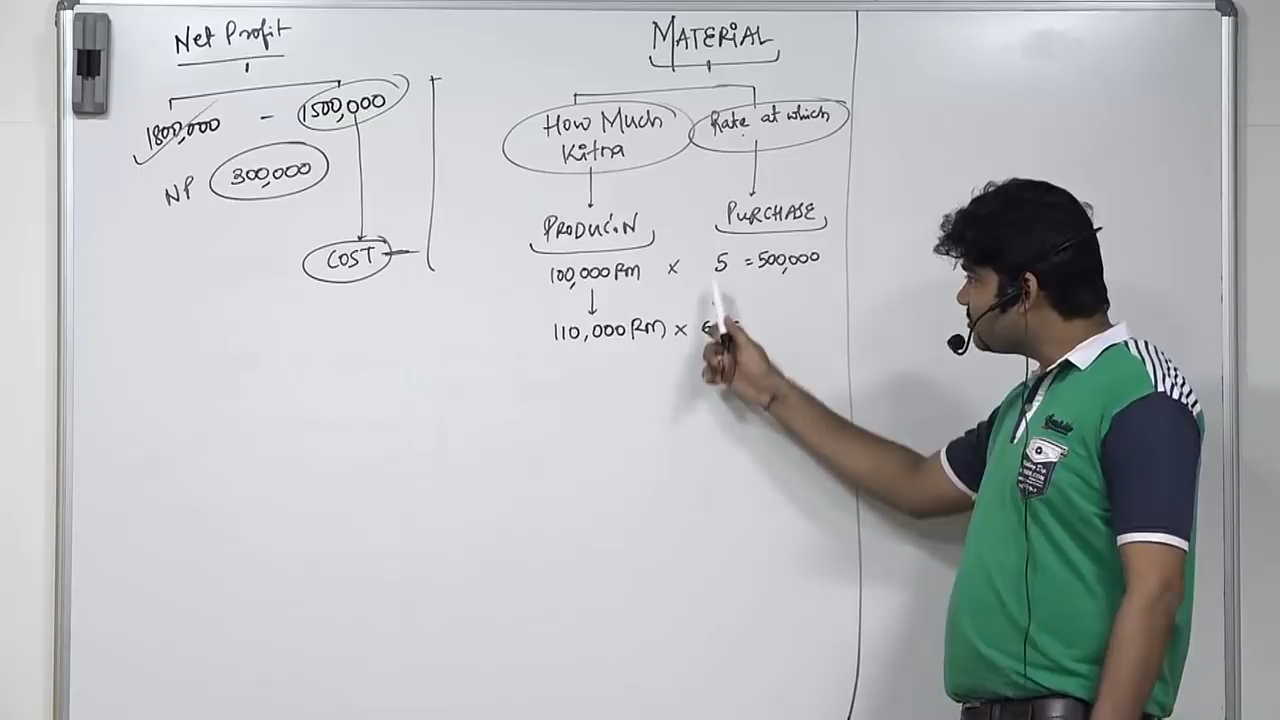 Net Profit
1800,000 - 1500,000
NP 300,000
COST
MATERIAL
How Much
Kitna
Rate at which
PRODUCIN
PURCHASE
100,000 RM x 5 = 500,000
110,000 RM x